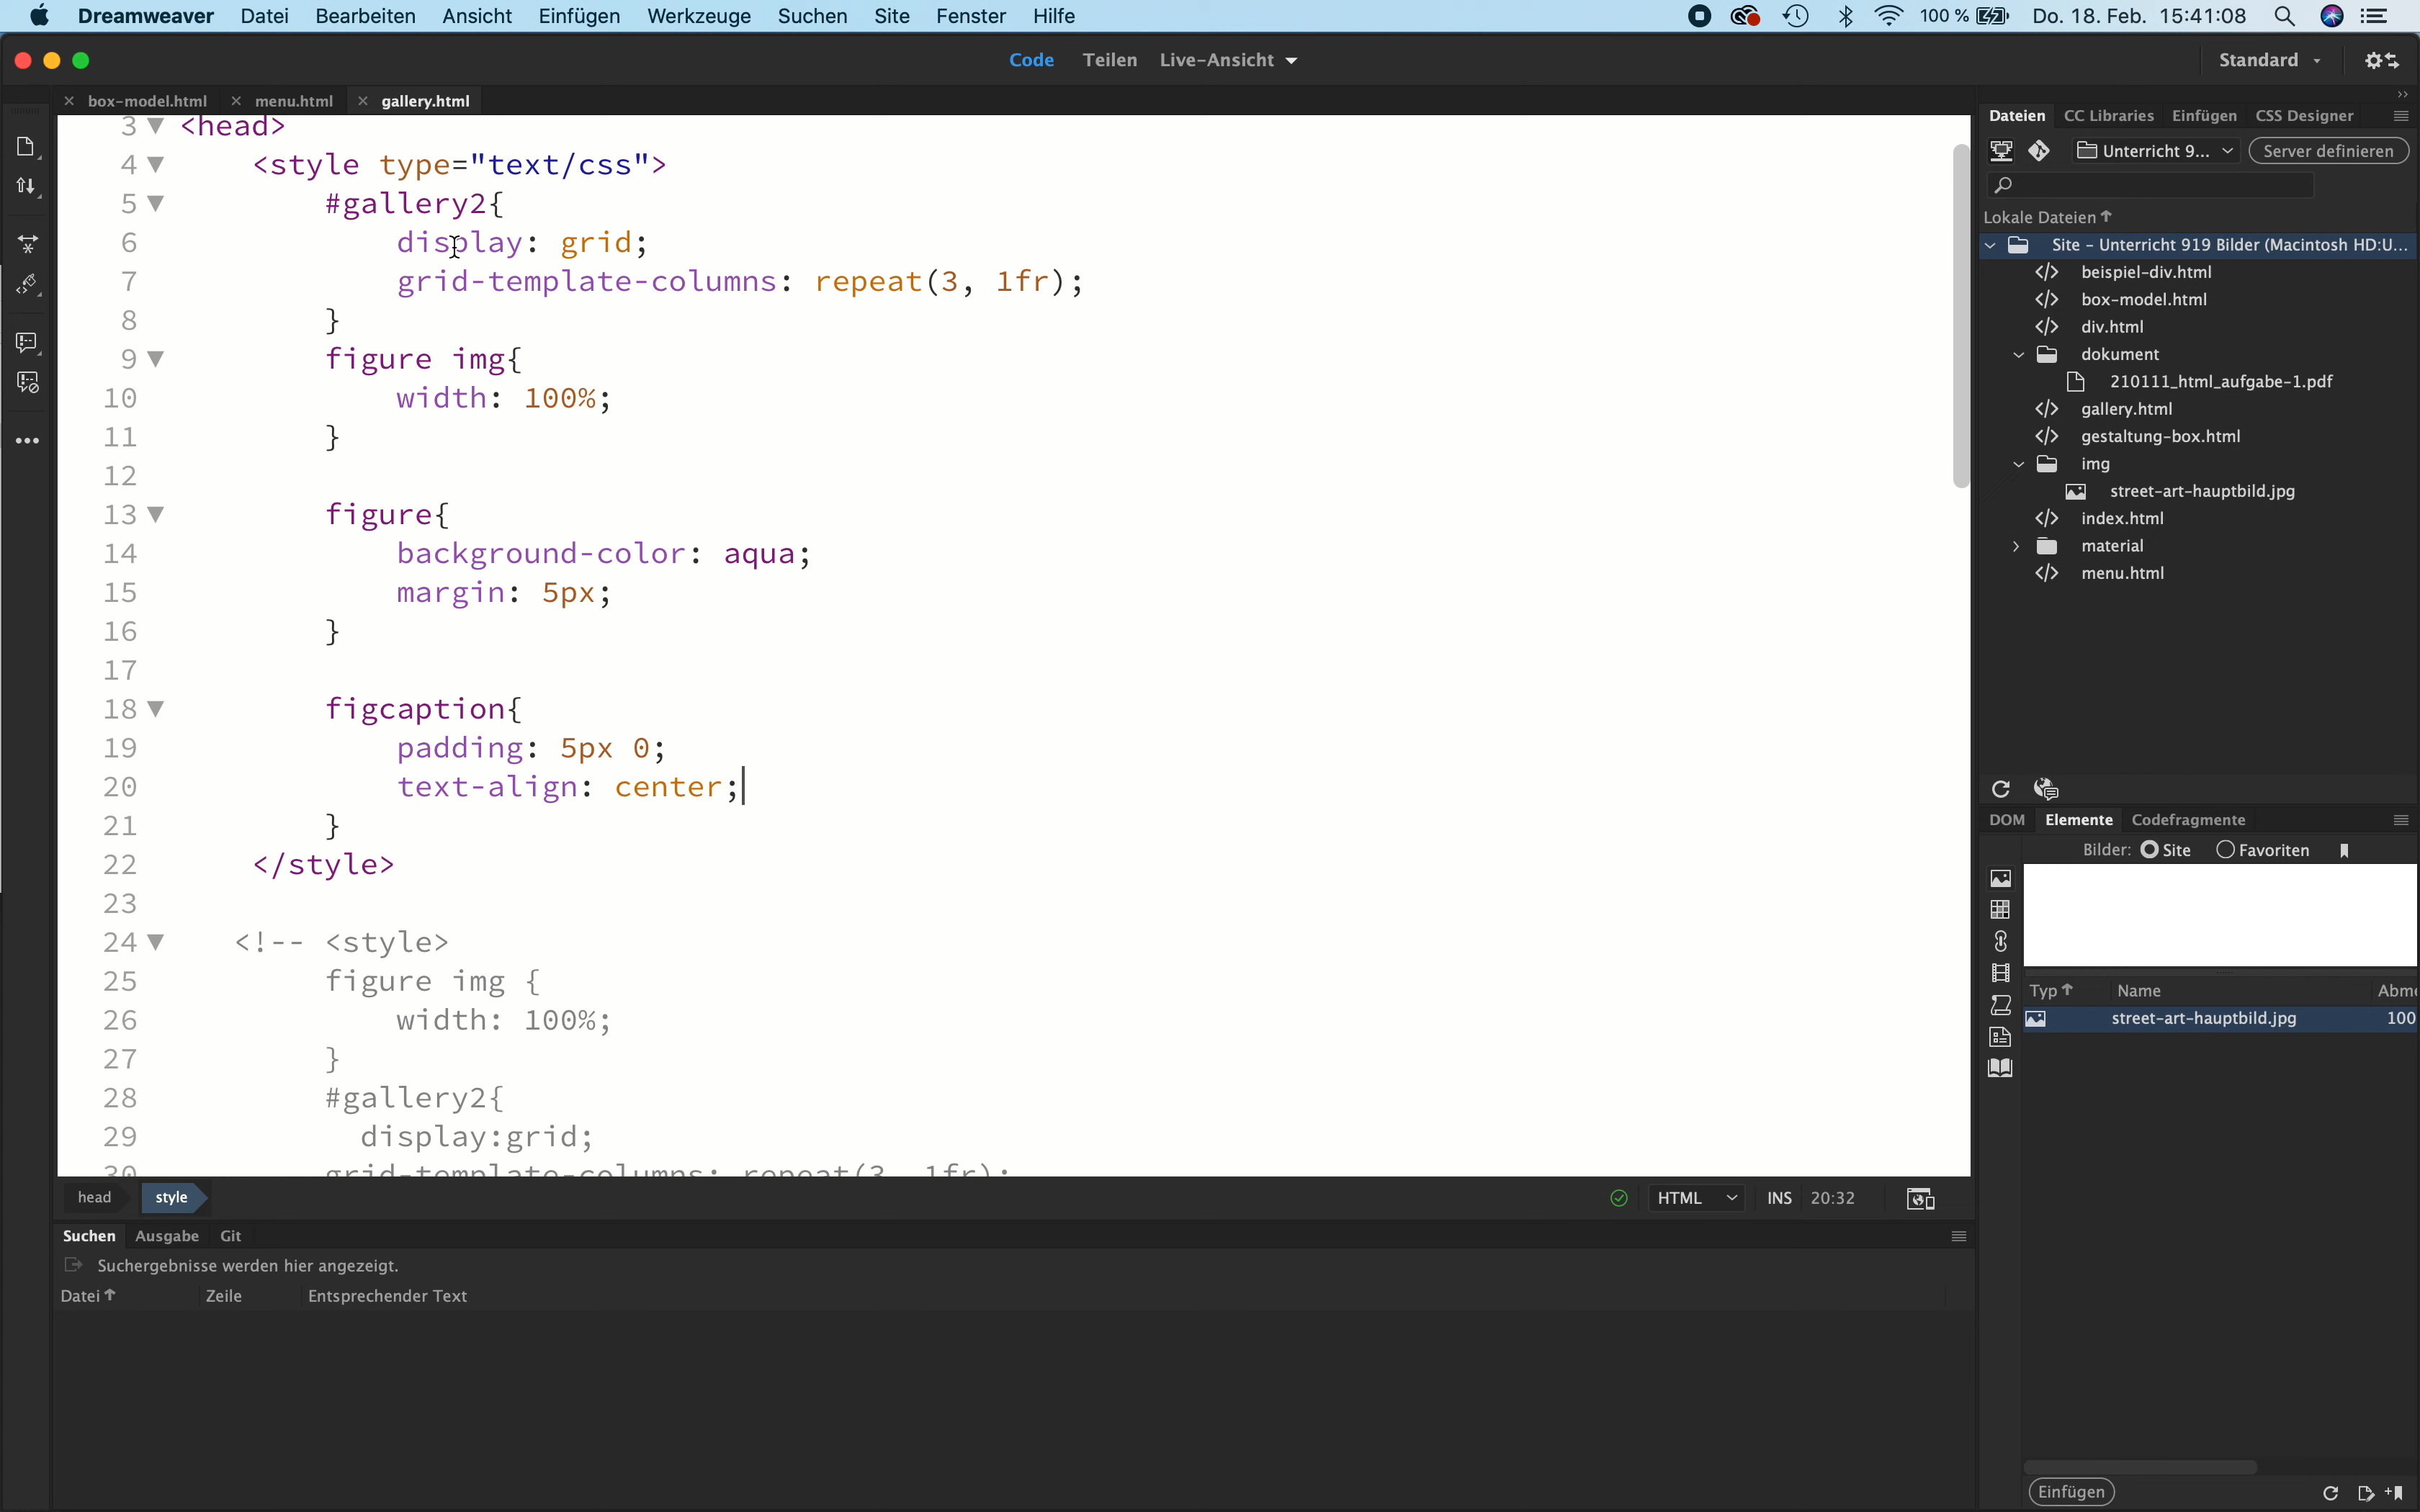 Dreamweaver Datei Bearbeiten Ansicht Einfügen Werkzeuge Suchen Site Fenster Hilfe 100 % Do. 18. Feb. 15:41:08
Code Teilen Live-Ansicht Standard
box-model.html menu.html gallery.html
3 <head>
4 <style type="text/css">
5 #gallery2{
6 display: grid;
7 grid-template-columns: repeat(3, 1fr);
8 }
9 figure img{
10 width: 100%;
11 }
12
13 figure{
14 background-color: aqua;
15 margin: 5px;
16 }
17
18 figcaption{
19 padding: 5px 0;
20 text-align: center;
21 }
22 </style>
23
24 <!-- <style>
25 figure img {
26 width: 100%;
27 }
28 #gallery2{
29 display:grid;
30 grid-template-columns: repeat(3, 1fr);
head style HTML INS 20:32
Suchen Ausgabe Git
Suchergebnisse werden hier angezeigt.
Datei Zeile Entsprechender Text
Dateien CC Libraries Einfügen CSS Designer
Unterricht 9... Server definieren
Lokale Dateien
Site - Unterricht 919 Bilder (Macintosh HD:U...
beispiel-div.html
box-model.html
div.html
dokument
210111_html_aufgabe-1.pdf
gallery.html
gestaltung-box.html
img
street-art-hauptbild.jpg
index.html
material
menu.html
DOM Elemente Codefragmente
Bilder: Site Favoriten
Typ Name Abme
street-art-hauptbild.jpg 100
Einfügen